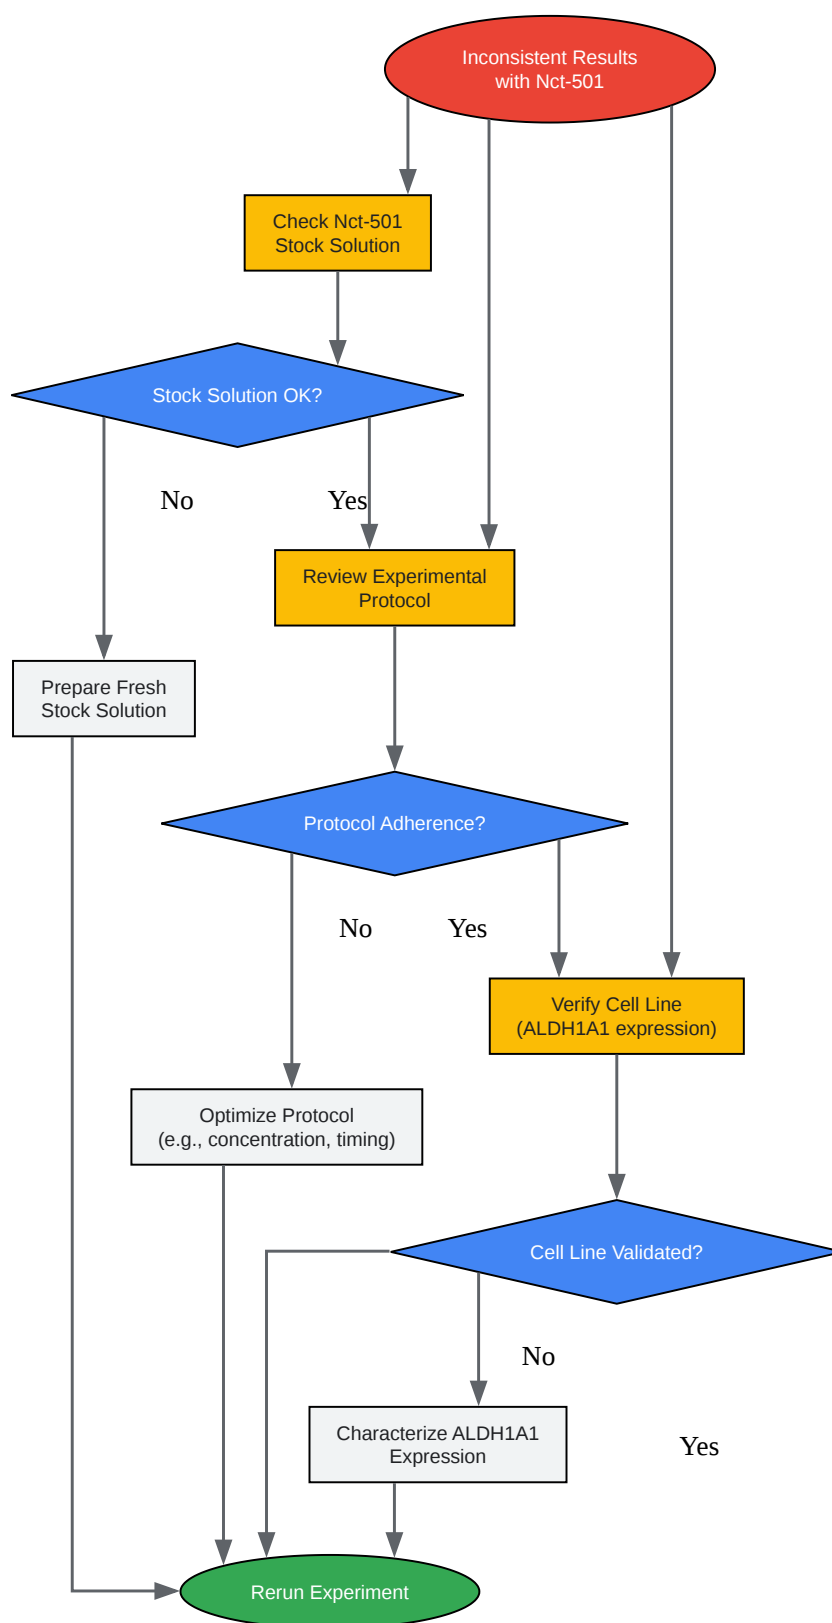 Inconsistent Results
with Nct-501
Check Nct-501
Stock Solution
Stock Solution OK?
No
Yes
Review Experimental
Protocol
Prepare Fresh
Stock Solution
Protocol Adherence?
No
Yes
Verify Cell Line
(ALDH1A1 expression)
Optimize Protocol
(e.g., concentration, timing)
Cell Line Validated?
No
Characterize ALDH1A1
Expression
Yes
Rerun Experiment